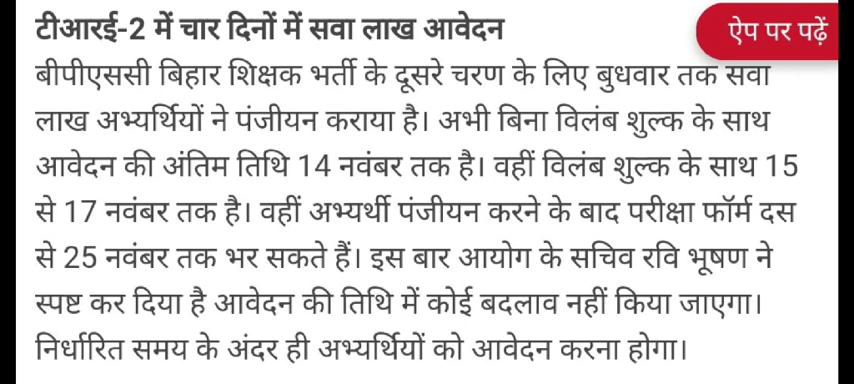 टीआरई-2 में चार दिनों में सवा लाख आवेदन
ऐप पर पढ़ें
बीपीएससी बिहार शिक्षक भर्ती के दूसरे चरण के लिए बुधवार तक सवा
लाख अभ्यर्थियों ने पंजीयन कराया है। अभी बिना विलंब शुल्क के साथ
आवेदन की अंतिम तिथि 14 नवंबर तक है। वहीं विलंब शुल्क के साथ 15
से 17 नवंबर तक है। वहीं अभ्यर्थी पंजीयन करने के बाद परीक्षा फॉर्म दस
से 25 नवंबर तक भर सकते हैं। इस बार आयोग के सचिव रवि भूषण ने
स्पष्ट कर दिया है आवेदन की तिथि में कोई बदलाव नहीं किया जाएगा।
निर्धारित समय के अंदर ही अभ्यर्थियों को आवेदन करना होगा।